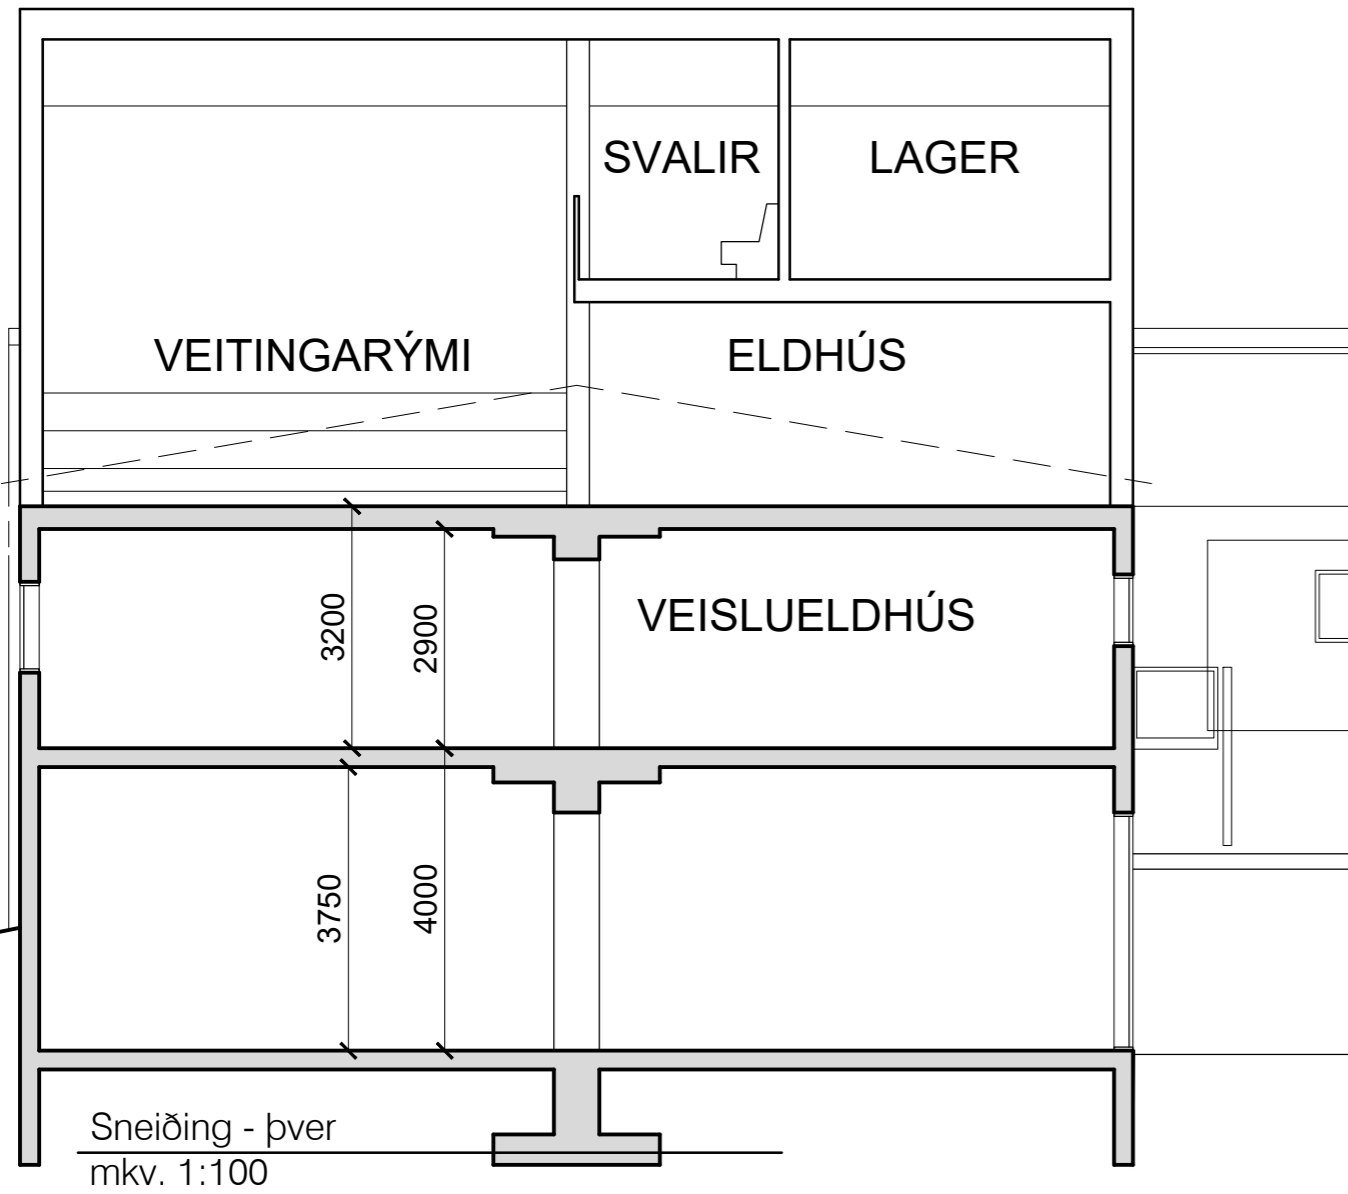 SVALIR
LAGER
VEITINGARÝMI
ELDHÚS
3200
2900
VEISLUELDHÚS
3750
4000
Sneiðing - þver
mkv. 1:100